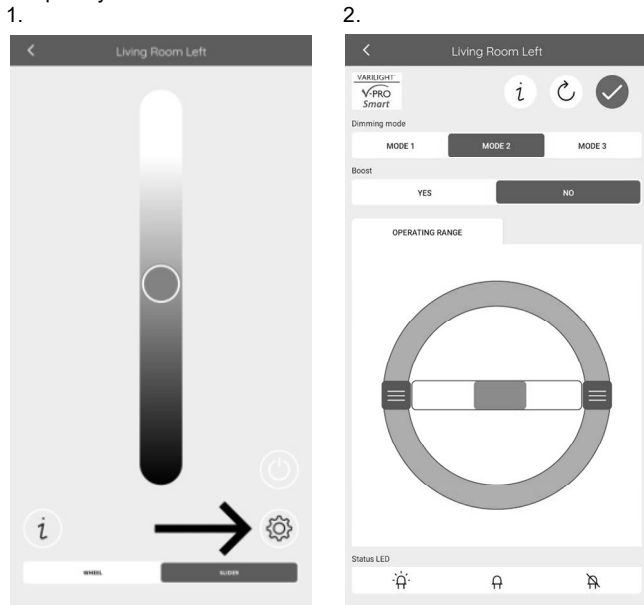 1.
2.
Living Room Left
i
WHEEL
SLIDER
Living Room Left
VARILIGHT
V-PRO
Smart
i
Dimming mode
MODE 1
MODE 2
MODE 3
Boost
YES
NO
OPERATING RANGE
Status LED